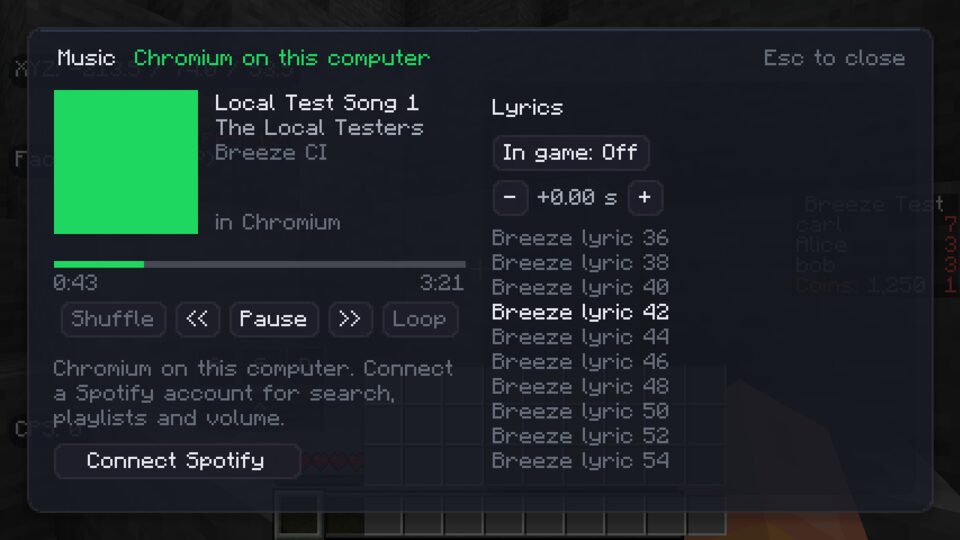 Music Chromium on this computer
Esc to close
Local Test Song 1
The Local Testers
Breeze CI
in Chromium
0:43
3:21
Shuffle
<<
Pause
>>
Loop
Chromium on this computer. Connect
a Spotify account for search,
playlists and volume.
Connect Spotify
Lyrics
In game: Off
- +0.00 s +
Breeze lyric 36
Breeze lyric 38
Breeze lyric 40
Breeze lyric 42
Breeze lyric 44
Breeze lyric 46
Breeze lyric 48
Breeze lyric 50
Breeze lyric 52
Breeze lyric 54
Breeze Test
carl 7
Alice 3
bob 3
Coins: 1,250 1